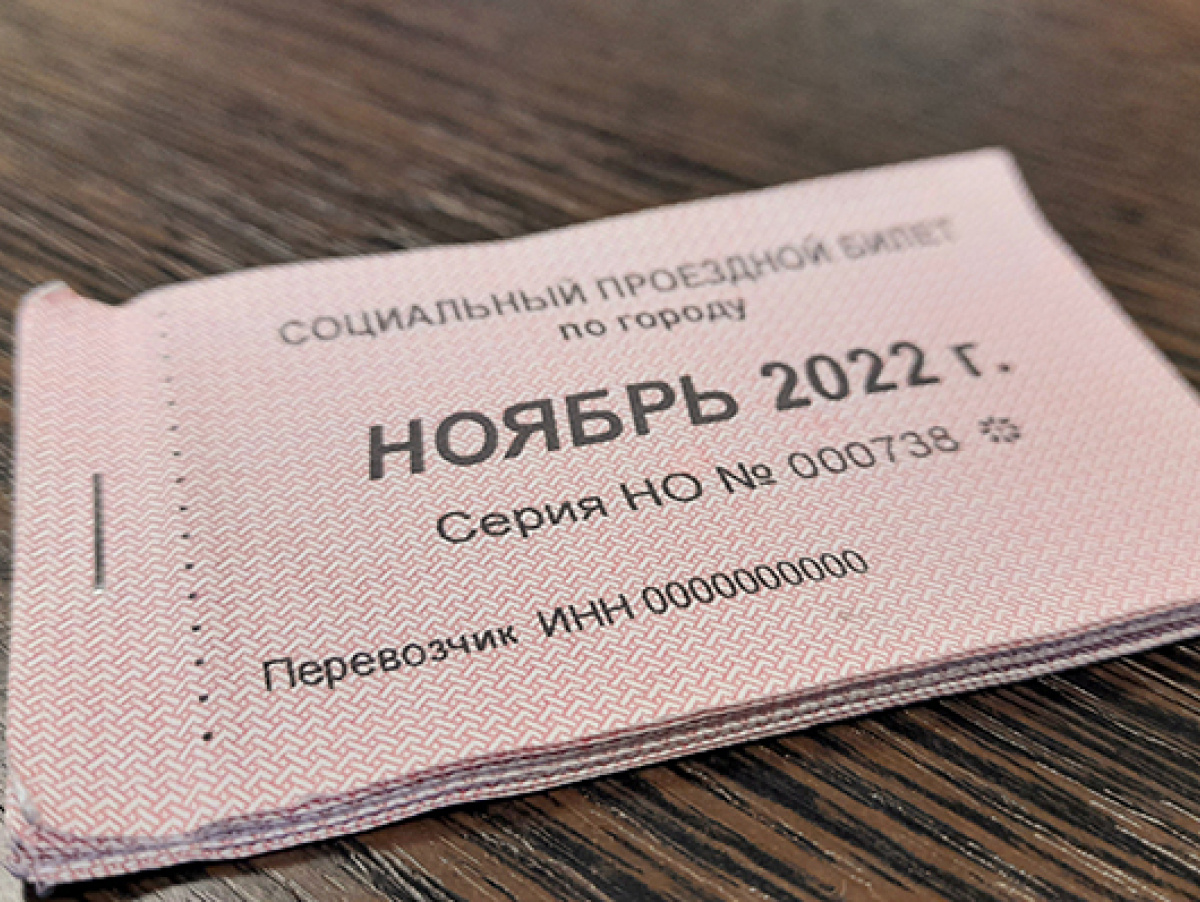 СОЦИАЛЬНЫЙ ПРОЕЗДНОЙ БИЛЕТ
по городу
НОЯБРЬ 2022 г.
Серия НО № 000738 *
Перевозчик ИНН 0000000000